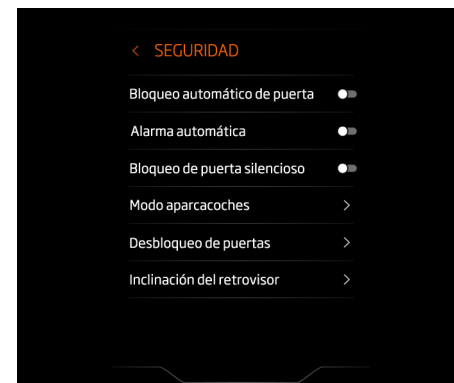 SEGURIDAD
Bloqueo automático de puerta
Alarma automática
Bloqueo de puerta silencioso
Modo aparcacoches
Desbloqueo de puertas
Inclinación del retrovisor